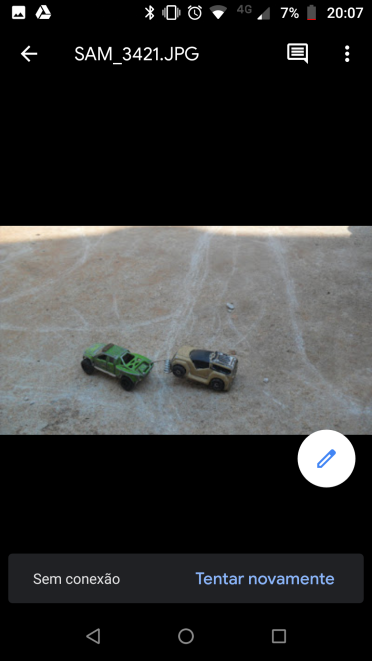 4G 7% 20:07
SAM_3421.JPG
Sem conexão Tentar novamente